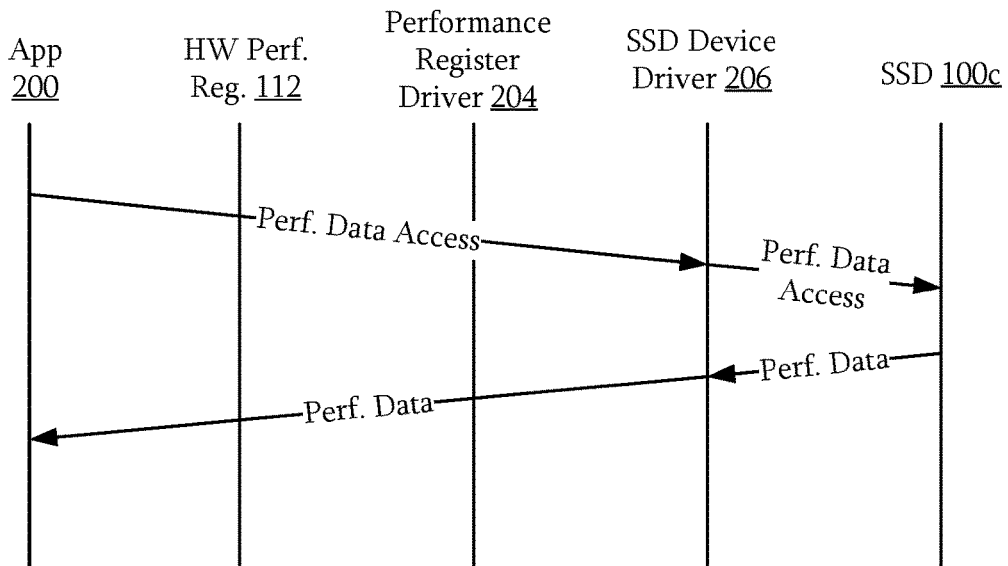 App
200
HW Perf.
Reg. 112
Performance
Register
Driver 204
SSD Device
Driver 206
SSD 100c
Perf. Data Access
Perf. Data
Access
Perf. Data
Perf. Data